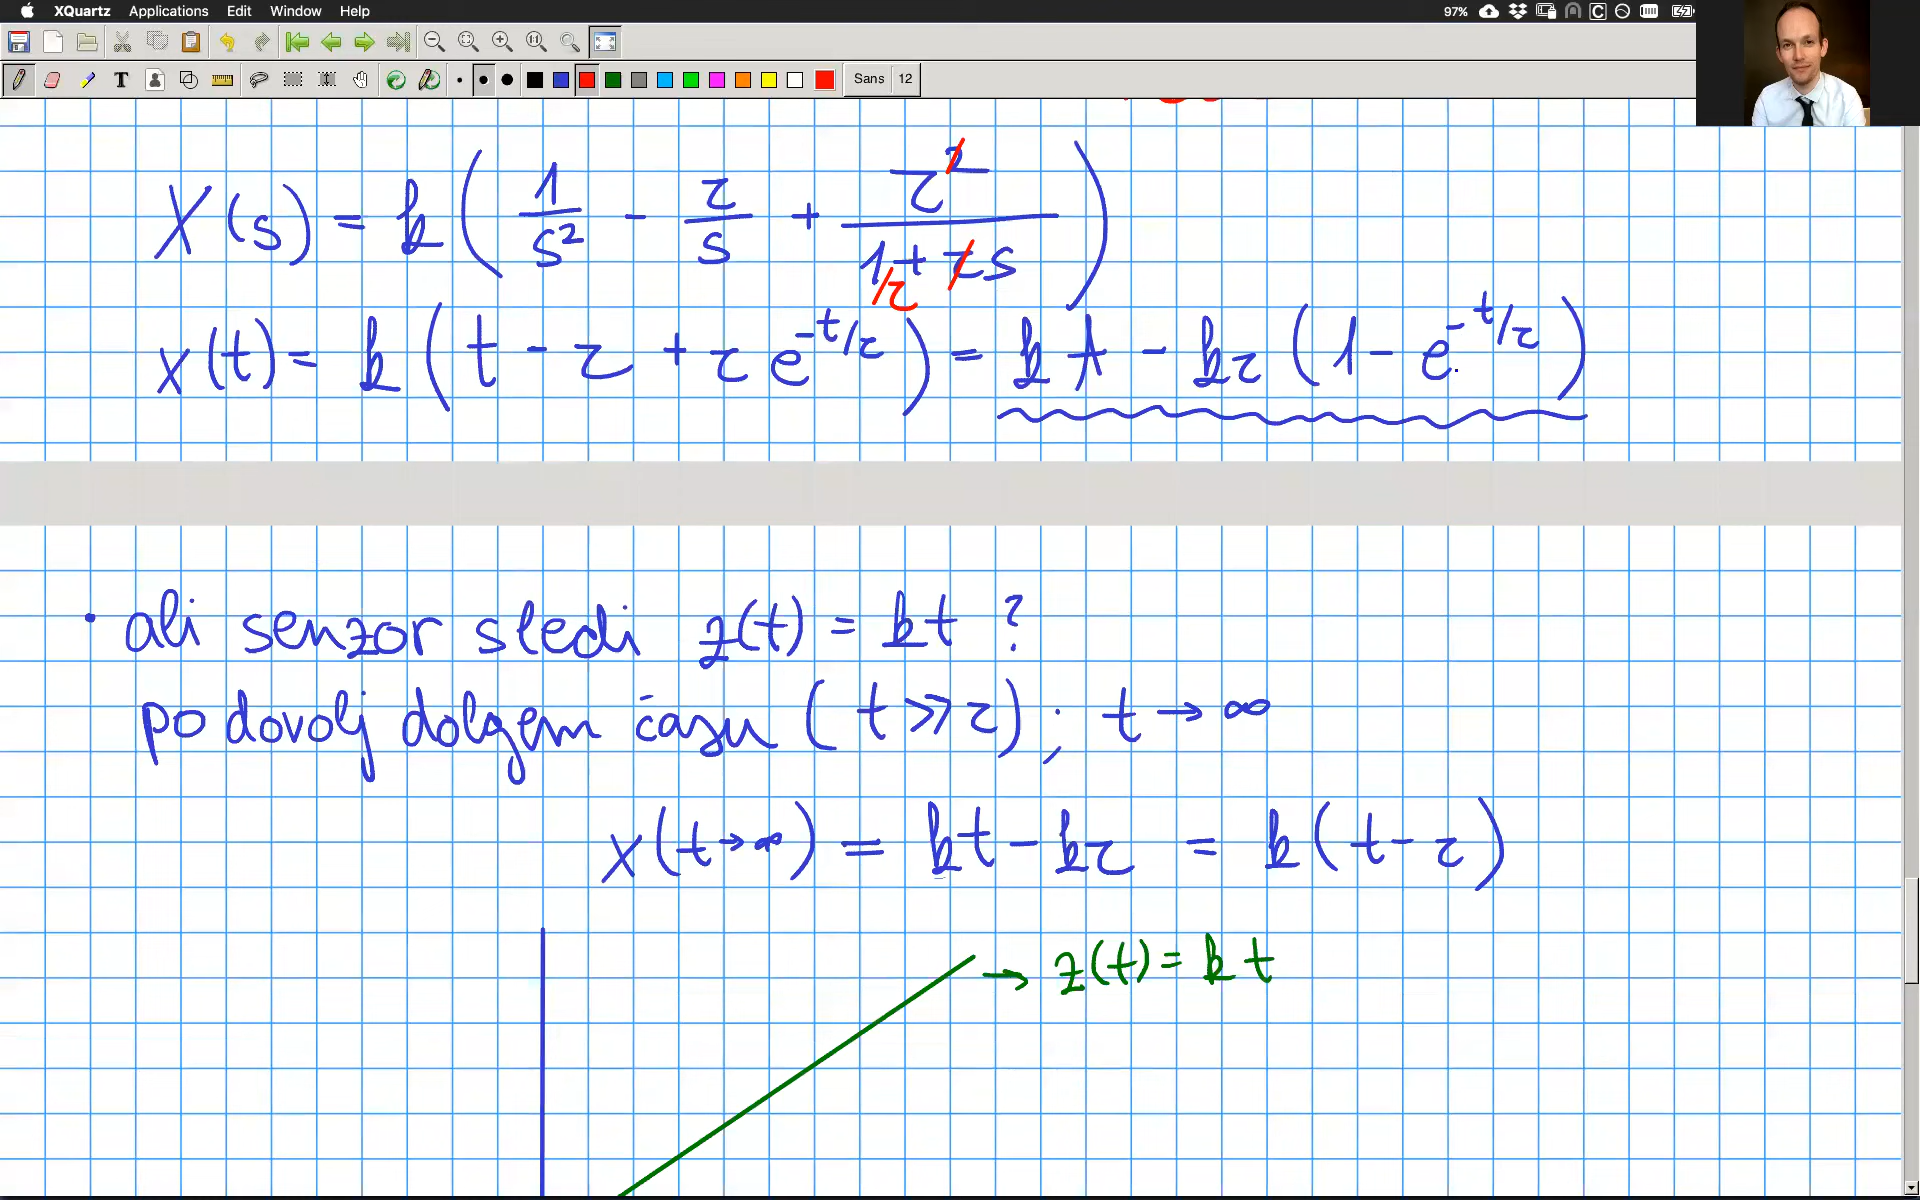 XQuartz Applications Edit Window Help 97%
Sans 12
X(s) = k ( 1/s² - τ/s + τ²/(1 + τs) )
1/τ
x(t) = k ( t - τ + τ e^(-t/τ) ) = kt - kτ ( 1 - e^(-t/τ) )
• ali senzor sledi z(t) = kt ?
po dovolj dolgem času ( t ≫ τ ) ; t → ∞
x(t→∞) = kt - kτ = k(t - τ)
→ z(t) = kt